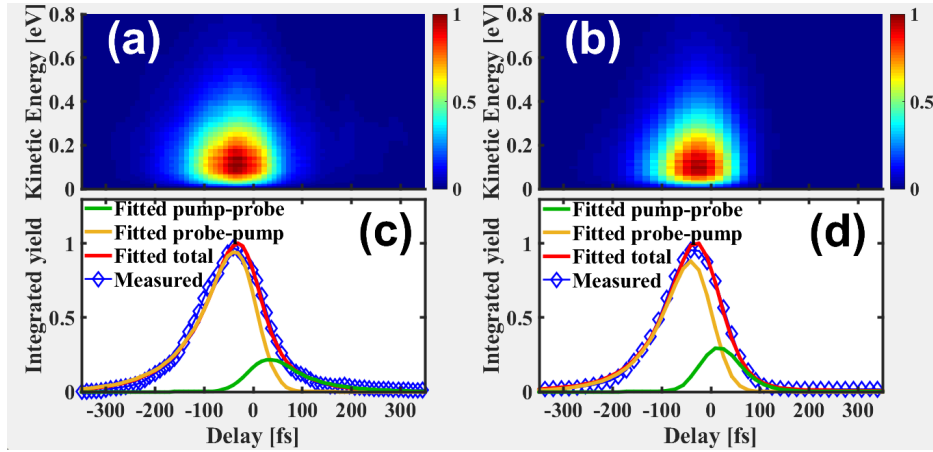 (a)
Kinetic Energy [eV]
0.8
0.6
0.4
0.2
0
1
0.5
0
(b)
Kinetic Energy [eV]
0.8
0.6
0.4
0.2
0
1
0.5
0
(c)
Fitted pump-probe
Fitted probe-pump
Fitted total
Measured
Integrated yield
1
0.5
0
-300 -200 -100 0 100 200 300
Delay [fs]
(d)
Fitted pump-probe
Fitted probe-pump
Fitted total
Measured
Integrated yield
1
0.5
0
-300 -200 -100 0 100 200 300
Delay [fs]